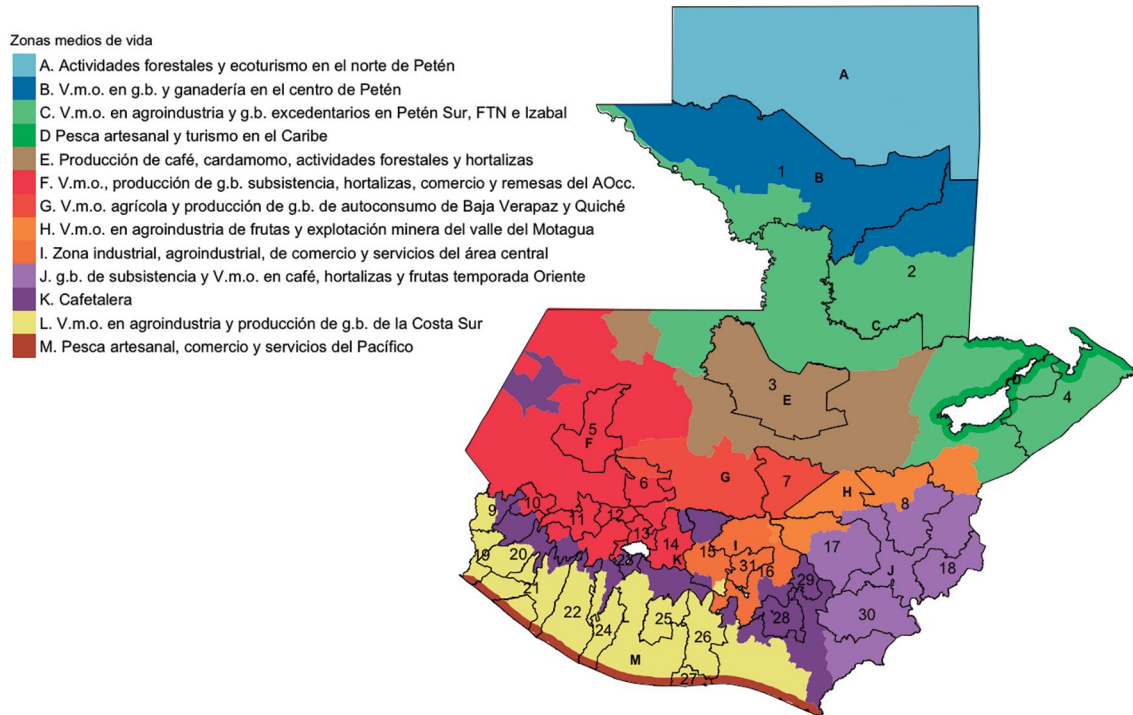 Zonas medios de vida
A. Actividades forestales y ecoturismo en el norte de Petén
B. V.m.o. en g.b. y ganadería en el centro de Petén
C. V.m.o. en agroindustria y g.b. excedentarios en Petén Sur, FTN e Izabal
D Pesca artesanal y turismo en el Caribe
E. Producción de café, cardamomo, actividades forestales y hortalizas
F. V.m.o., producción de g.b. subsistencia, hortalizas, comercio y remesas del AOcc.
G. V.m.o. agrícola y producción de g.b. de autoconsumo de Baja Verapaz y Quiché
H. V.m.o. en agroindustria de frutas y explotación minera del valle del Motagua
I. Zona industrial, agroindustrial, de comercio y servicios del área central
J. g.b. de subsistencia y V.m.o. en café, hortalizas y frutas temporada Oriente
K. Cafetalera
L. V.m.o. en agroindustria y producción de g.b. de la Costa Sur
M. Pesca artesanal, comercio y servicios del Pacífico
A
1
B
2
C
3
E
D
4
5
F
6
G
7
H
8
9
10
11
12
13
14
K
15
I
31
16
17
J
18
19
20
21
22
23
24
L
25
26
27
28
29
30
M